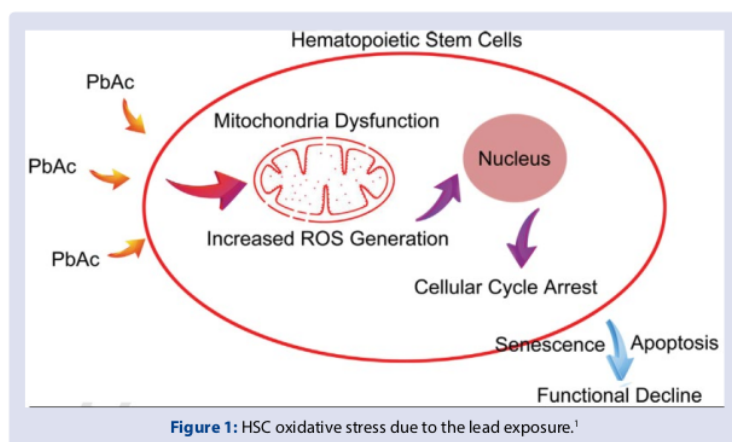 Hematopoietic Stem Cells
PbAc
Mitochondria Dysfunction
Nucleus
PbAc
Increased ROS Generation
PbAc
Cellular Cycle Arrest
Senescence
Apoptosis
Functional Decline
Figure 1: HSC oxidative stress due to the lead exposure.¹